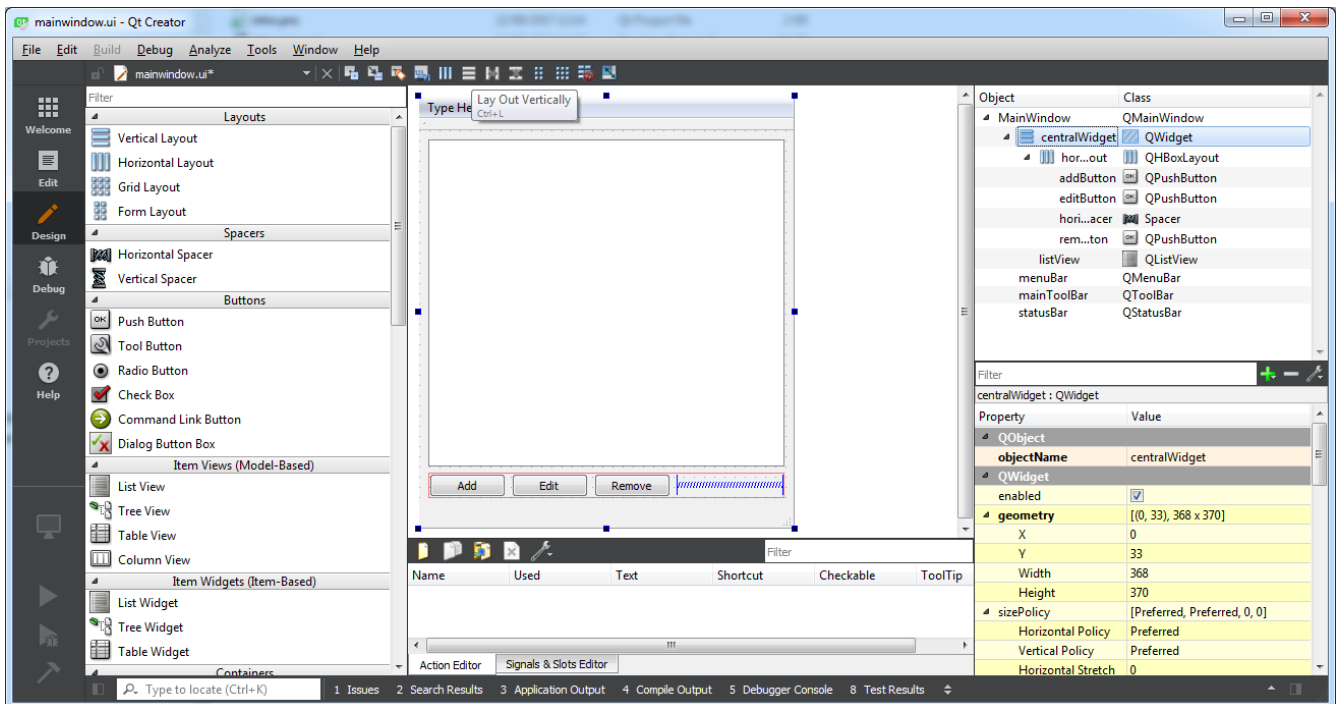 mainwindow.ui - Qt Creator
File Edit Build Debug Analyze Tools Window Help
mainwindow.ui*
Lay Out Vertically
Ctrl+L
Welcome
Edit
Design
Debug
Projects
Help
Filter
Layouts
Vertical Layout
Horizontal Layout
Grid Layout
Form Layout
Spacers
Horizontal Spacer
Vertical Spacer
Buttons
OK Push Button
Tool Button
Radio Button
Check Box
Command Link Button
Dialog Button Box
Item Views (Model-Based)
List View
Tree View
Table View
Column View
Item Widgets (Item-Based)
List Widget
Tree Widget
Table Widget
Containers
Type He
Add Edit Remove
Filter
Name Used Text Shortcut Checkable ToolTip
Action Editor Signals & Slots Editor
Object Class
MainWindow QMainWindow
centralWidget QWidget
hor...out QHBoxLayout
addButton OK QPushButton
editButton OK QPushButton
hori...acer Spacer
rem...ton OK QPushButton
listView QListView
menuBar QMenuBar
mainToolBar QToolBar
statusBar QStatusBar
Filter
centralWidget : QWidget
Property Value
QObject
objectName centralWidget
QWidget
enabled
geometry [(0, 33), 368 x 370]
X 0
Y 33
Width 368
Height 370
sizePolicy [Preferred, Preferred, 0, 0]
Horizontal Policy Preferred
Vertical Policy Preferred
Horizontal Stretch 0
Type to locate (Ctrl+K) 1 Issues 2 Search Results 3 Application Output 4 Compile Output 5 Debugger Console 8 Test Results